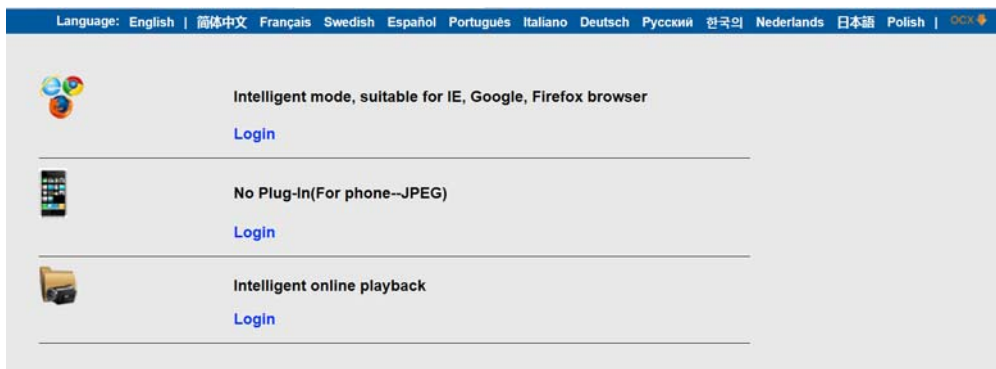 Language: English | 简体中文 Français Swedish Español Português Italiano Deutsch Русский 한국의 Nederlands 日本語 Polish | OCX
Intelligent mode, suitable for IE, Google, Firefox browser
Login
No Plug-In(For phone--JPEG)
Login
Intelligent online playback
Login